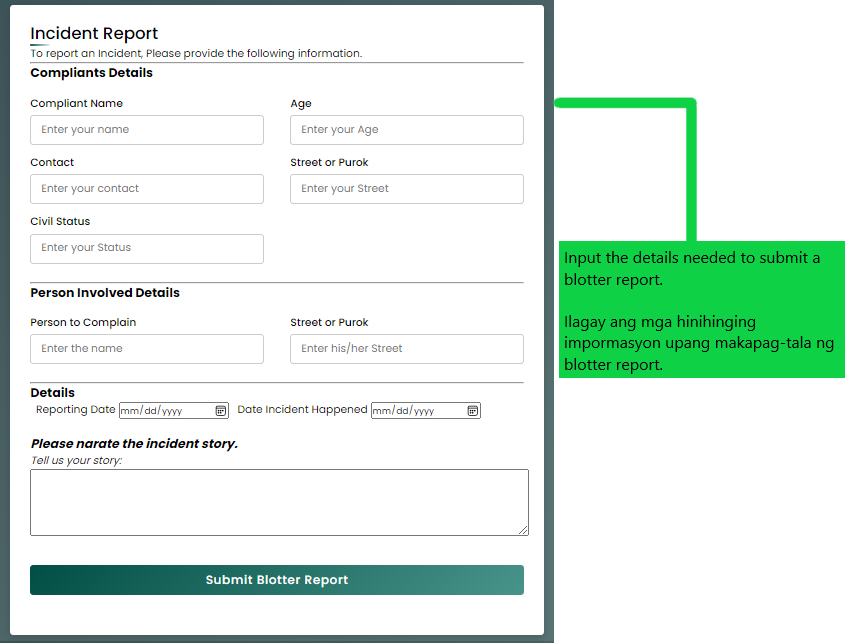 Incident Report
To report an Incident, Please provide the following information.
Compliants Details
Compliant Name
Age
Enter your name
Enter your Age
Contact
Street or Purok
Enter your contact
Enter your Street
Civil Status
Enter your Status
Person Involved Details
Person to Complain
Street or Purok
Enter the name
Enter his/her Street
Details
Reporting Date mm/dd/yyyy Date Incident Happened mm/dd/yyyy
Please narate the incident story.
Tell us your story:
Submit Blotter Report
Input the details needed to submit a
blotter report.
Ilagay ang mga hinihinging
impormasyon upang makapag-tala ng
blotter report.